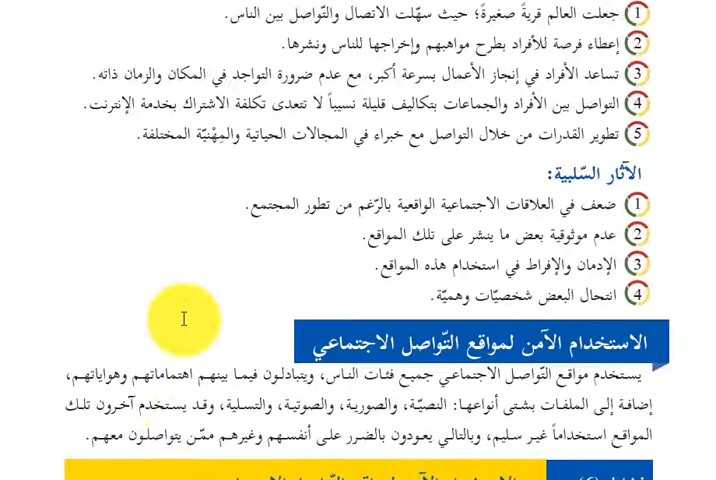 1 جعلت العالم قريةً صغيرةً؛ حيث سهّلت الاتصال والتّواصل بين الناس.
2 إعطاء فرصة للأفراد بطرح مواهبهم وإخراجها للناس ونشرها.
3 تساعد الأفراد في إنجاز الأعمال بسرعة أكبر، مع عدم ضرورة التواجد في المكان والزمان ذاته.
4 التواصل بين الأفراد والجماعات بتكاليف قليلة نسيباً لا تتعدى تكلفة الاشتراك بخدمة الإنترنت.
5 تطوير القدرات من خلال التواصل مع خبراء في المجالات الحياتية والمِهْنيّة المختلفة.
الآثار السّلبية:
1 ضعف في العلاقات الاجتماعية الواقعية بالرّغم من تطور المجتمع.
2 عدم موثوقية بعض ما ينشر على تلك المواقع.
3 الإدمان والإفراط في استخدام هذه المواقع.
4 انتحال البعض شخصيّات وهميّة.
الاستخدام الآمن لمواقع التّواصل الاجتماعي
يستخدم مواقع التّواصل الاجتماعي جميع فئات الناس، ويتبادلون فيما بينهم اهتماماتهم وهواياتهم،
إضافة إلى الملفات بشتى أنواعها: النصيّة، والصورية، والصوتية، والتسلية، وقد يستخدم آخرون تلك
المواقع استخداماً غير سليم، وبالتالي يعودون بالضرر على أنفسهم وغيرهم ممّن يتواصلون معهم.